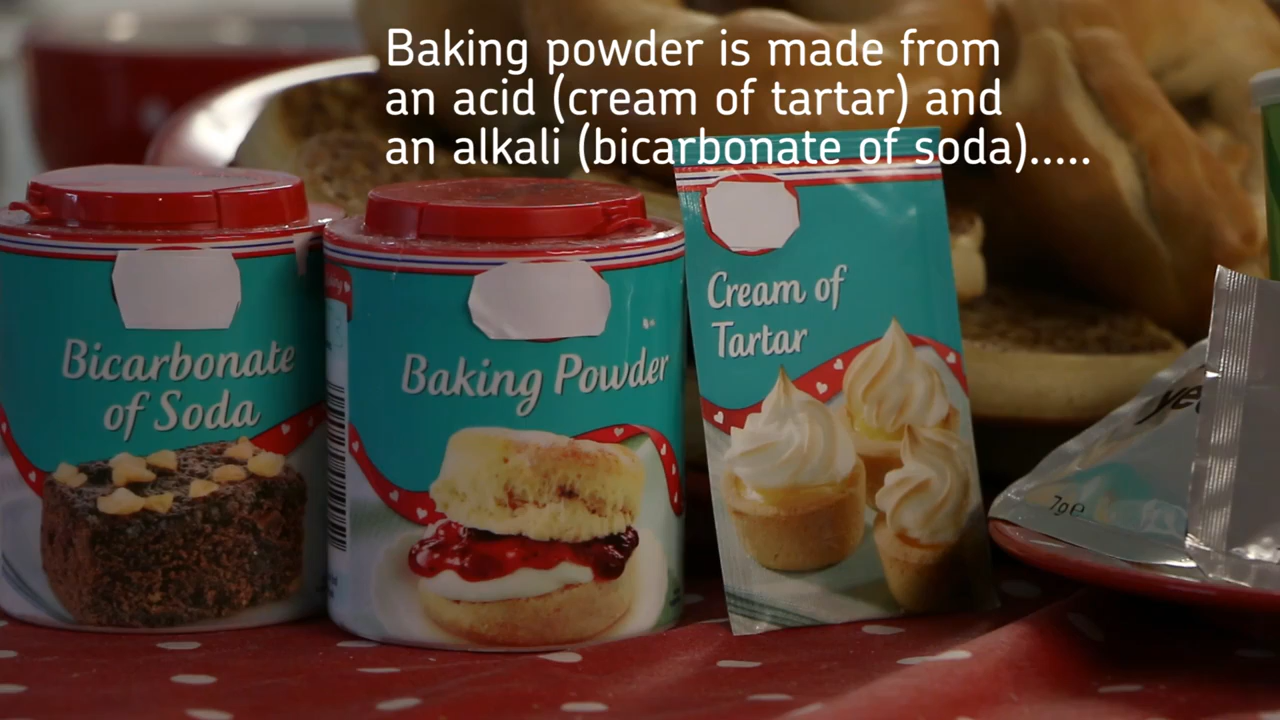 Baking powder is made from
an acid (cream of tartar) and
an alkali (bicarbonate of soda).....
Bicarbonate
of Soda
Baking Powder
Cream of
Tartar
7g e